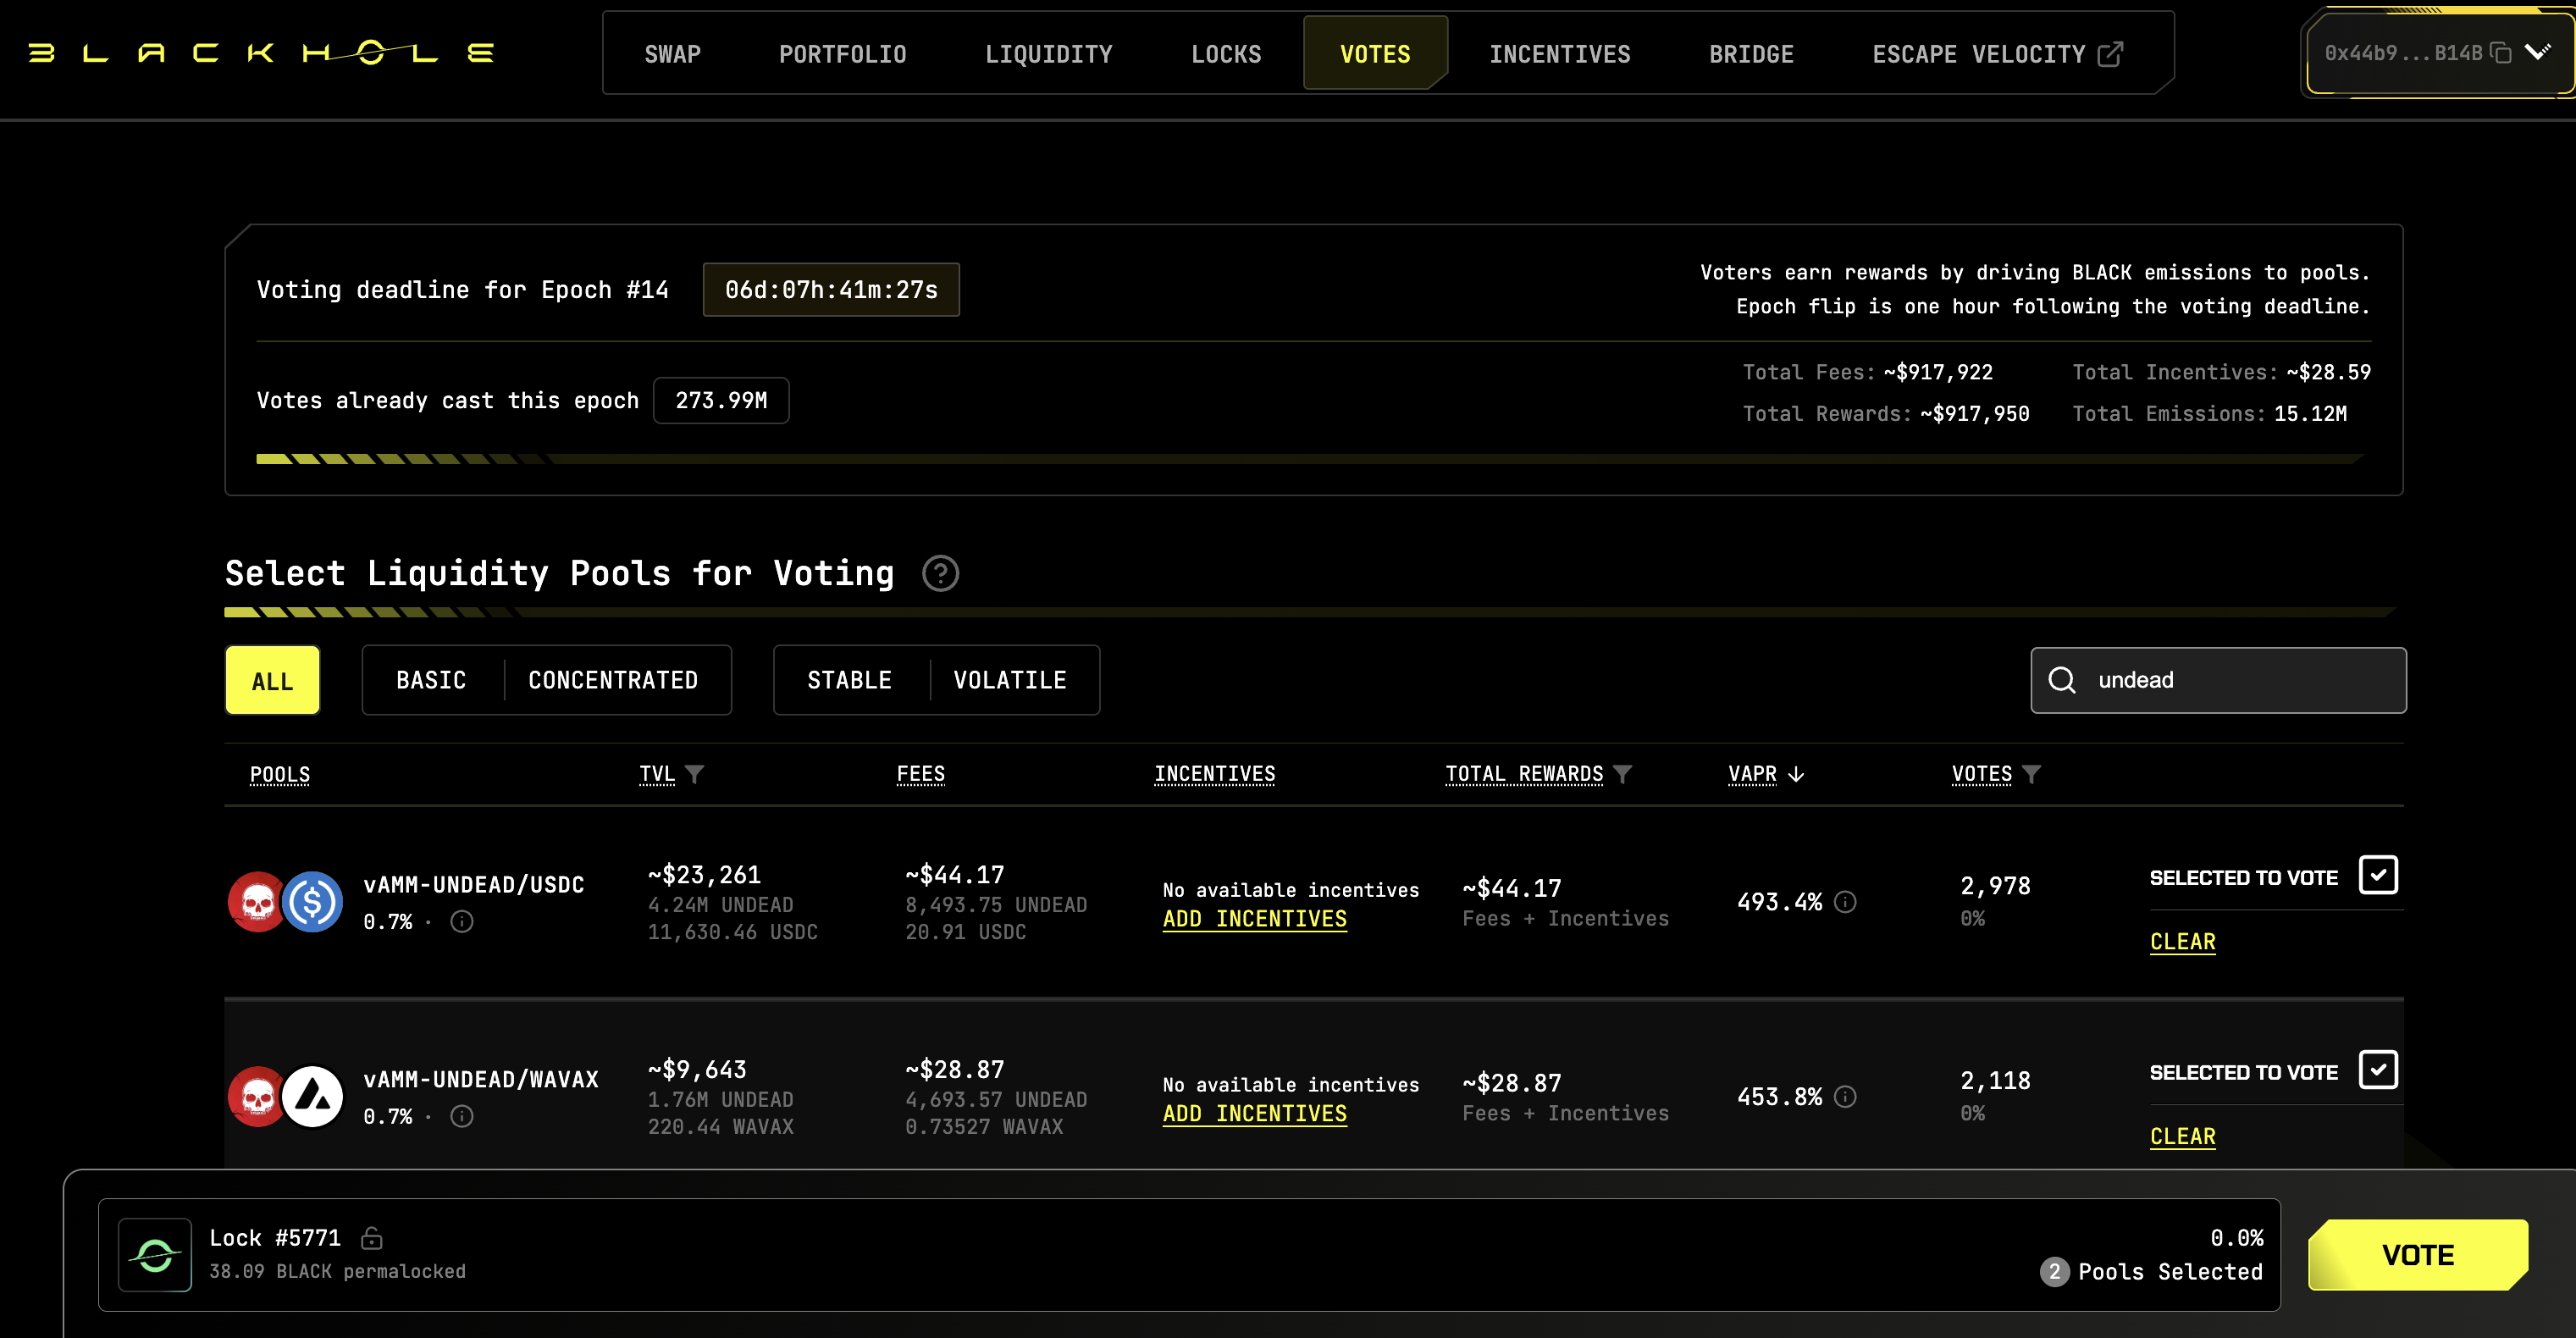 BLACKHOLE
SWAP PORTFOLIO LIQUIDITY LOCKS VOTES INCENTIVES BRIDGE ESCAPE VELOCITY
0x44b9...B14B
Voting deadline for Epoch #14 06d:07h:41m:27s
Voters earn rewards by driving BLACK emissions to pools.
Epoch flip is one hour following the voting deadline.
Votes already cast this epoch 273.99M
Total Fees: ~$917,922 Total Incentives: ~$28.59
Total Rewards: ~$917,950 Total Emissions: 15.12M
Select Liquidity Pools for Voting ?
ALL BASIC CONCENTRATED STABLE VOLATILE
undead
POOLS TVL FEES INCENTIVES TOTAL REWARDS VAPR ↓ VOTES
vAMM-UNDEAD/USDC
0.7% ·
~$23,261
4.24M UNDEAD
11,630.46 USDC
~$44.17
8,493.75 UNDEAD
20.91 USDC
No available incentives
ADD INCENTIVES
~$44.17
Fees + Incentives
493.4%
2,978
0%
SELECTED TO VOTE
CLEAR
vAMM-UNDEAD/WAVAX
0.7% ·
~$9,643
1.76M UNDEAD
220.44 WAVAX
~$28.87
4,693.57 UNDEAD
0.73527 WAVAX
No available incentives
ADD INCENTIVES
~$28.87
Fees + Incentives
453.8%
2,118
0%
SELECTED TO VOTE
CLEAR
Lock #5771
38.09 BLACK permalocked
0.0%
2 Pools Selected
VOTE